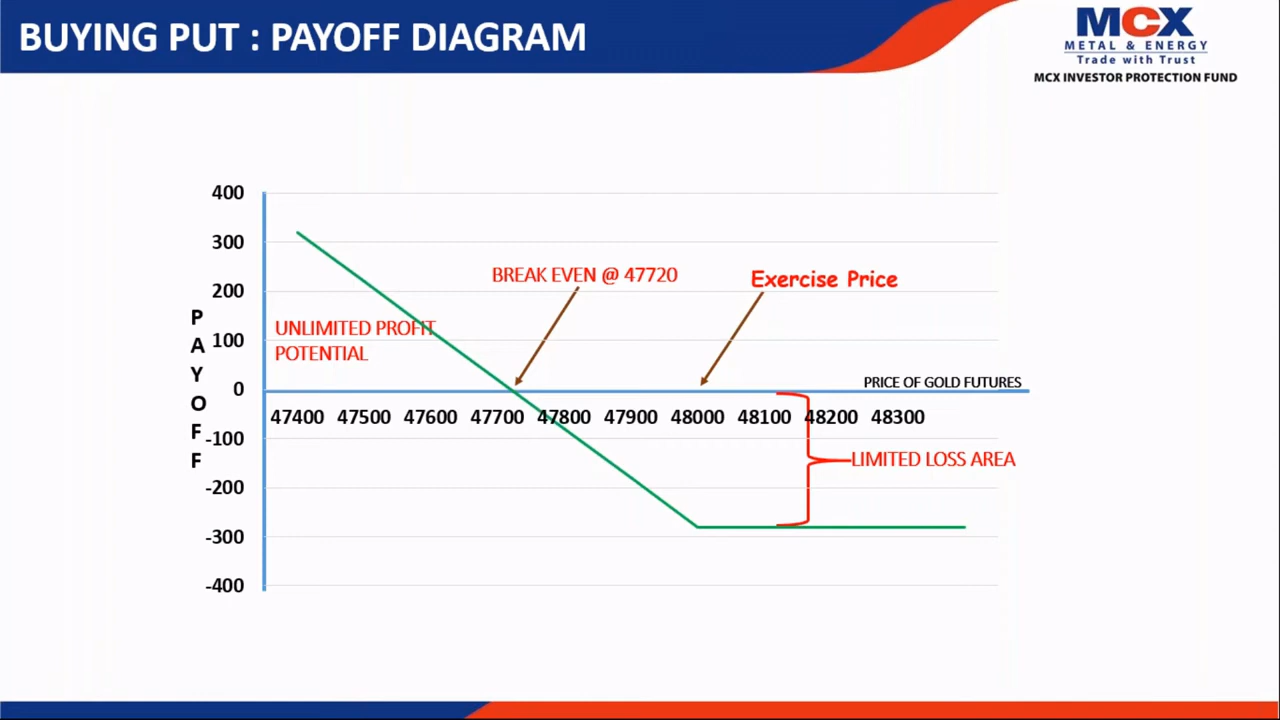 BUYING PUT : PAYOFF DIAGRAM
MCX
METAL & ENERGY
Trade with Trust
MCX INVESTOR PROTECTION FUND
400
300
200
100
0
-100
-200
-300
-400
PAYOFF
BREAK EVEN @ 47720
Exercise Price
UNLIMITED PROFIT
POTENTIAL
PRICE OF GOLD FUTURES
47400 47500 47600 47700 47800 47900 48000 48100 48200 48300
LIMITED LOSS AREA